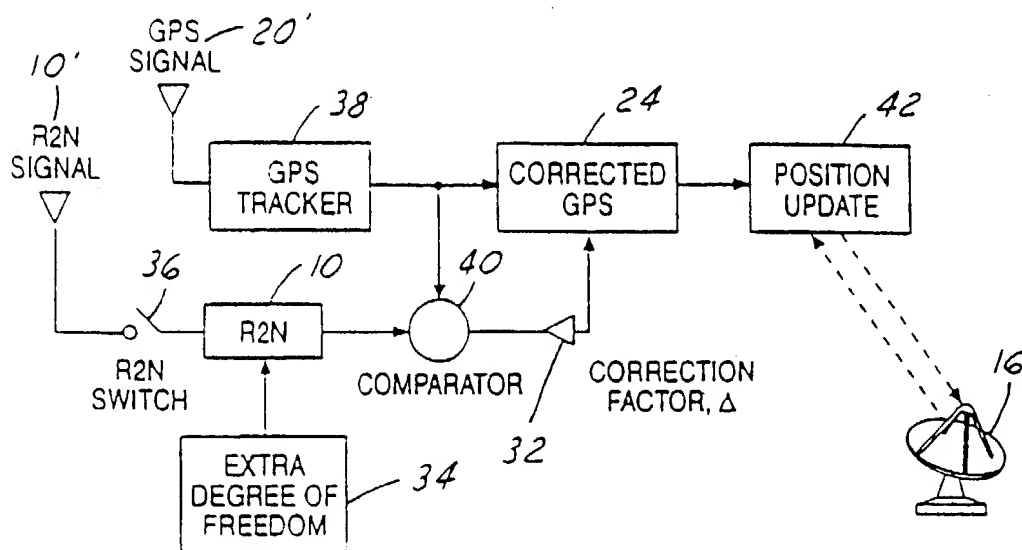 GPS
SIGNAL
20'
10'
R2N
SIGNAL
38
GPS
TRACKER
24
CORRECTED
GPS
42
POSITION
UPDATE
36
10
R2N
40
R2N
SWITCH
COMPARATOR
32
CORRECTION
FACTOR, Δ
16
EXTRA
DEGREE OF
FREEDOM
34